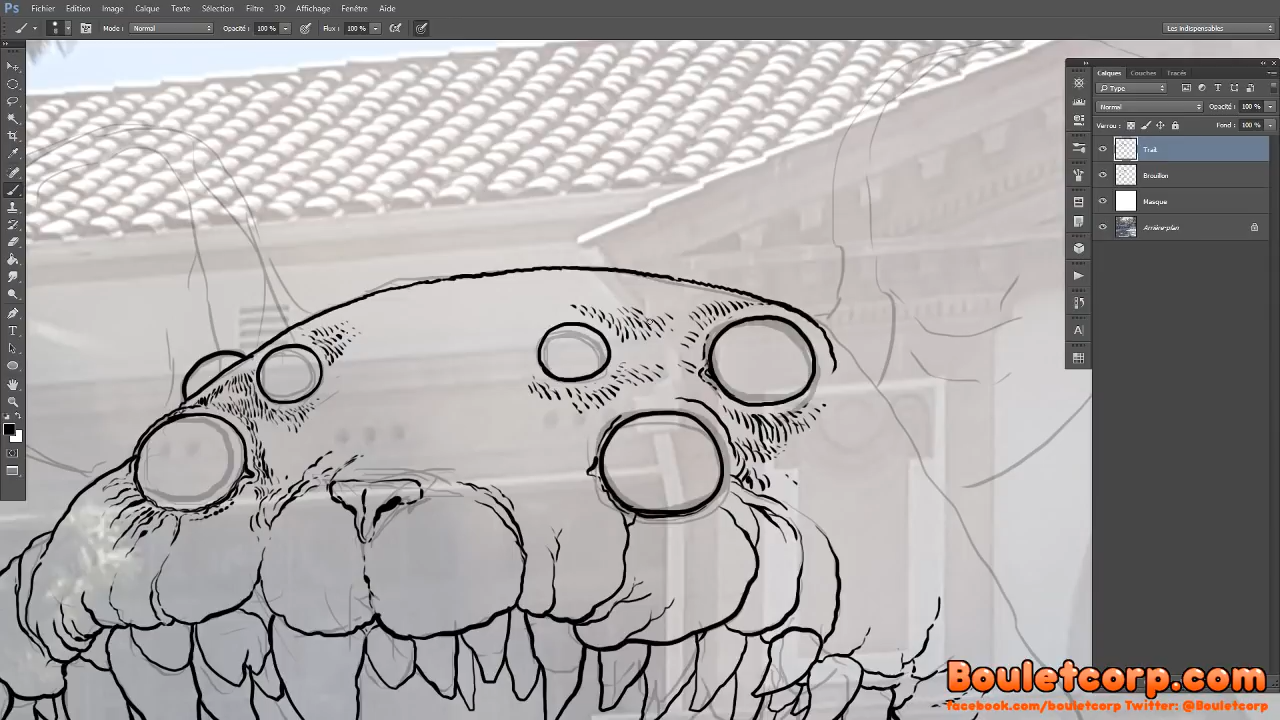 Ps Fichier Edition Image Calque Texte Sélection Filtre 3D Affichage Fenêtre Aide
Mode : Normal Opacité : 100 % Flux : 100 % Les indispensables
Calques Couches Tracés
Type
Normal Opacité : 100 %
Verrou : Fond : 100 %
Trait
Brouillon
Masque
Arrière-plan
Bouletcorp.com
facebook.com/bouletcorp Twitter: @Bouletcorp